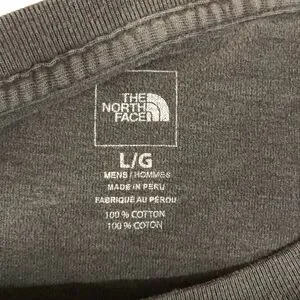 THE
NORTH
FACE
L/G
MENS / HOMMES
MADE IN PERU
FABRIQUÉ AU PÉROU
100 % COTTON
100 % COTON